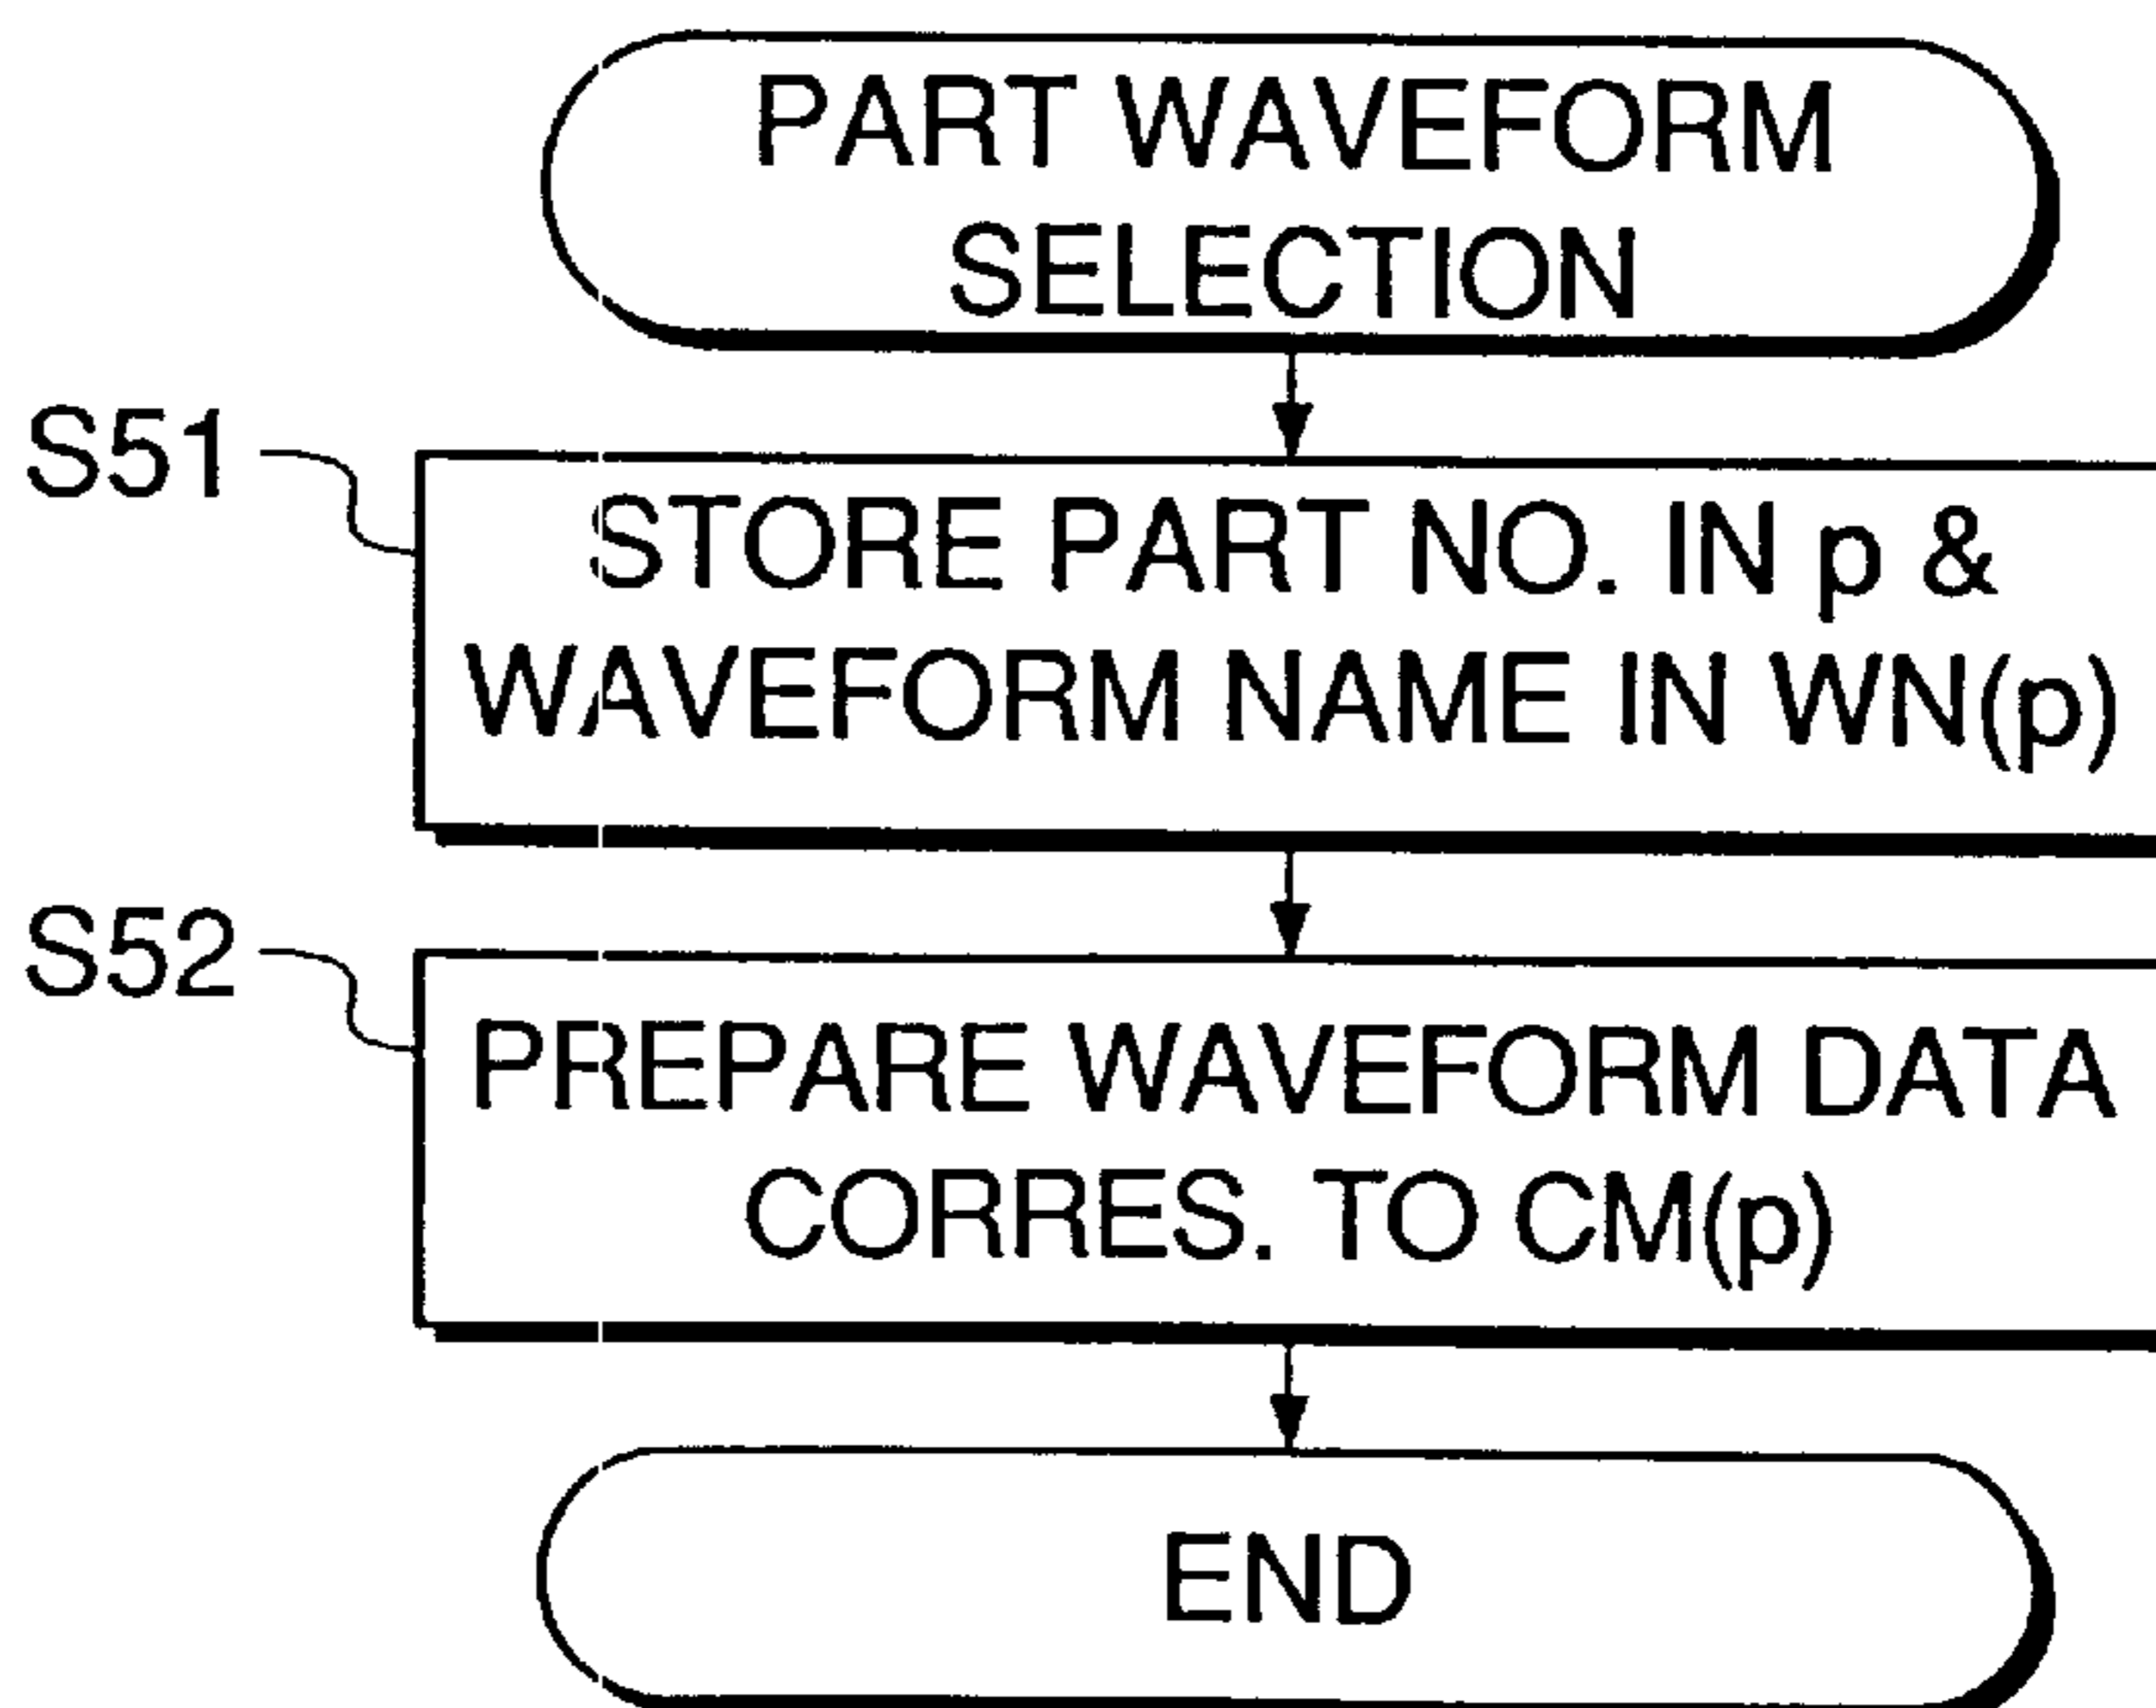 PART WAVEFORM
SELECTION
S51
STORE PART NO. IN p &
WAVEFORM NAME IN WN(p)
S52
PREPARE WAVEFORM DATA
CORRES. TO CM(p)
END